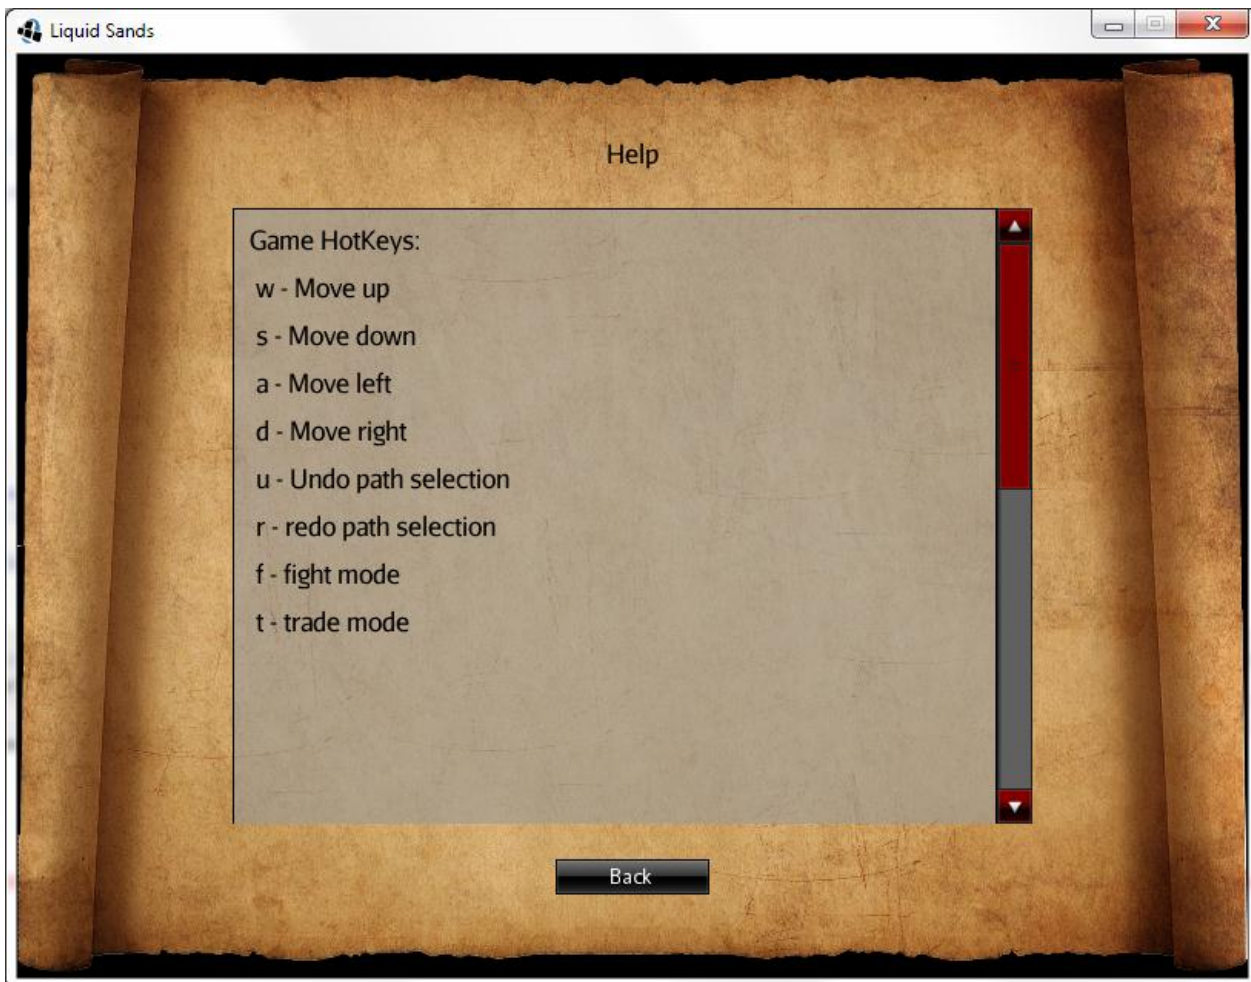 Liquid Sands
Help
Game HotKeys:
w - Move up
s - Move down
a - Move left
d - Move right
u - Undo path selection
r - redo path selection
f - fight mode
t - trade mode
Back